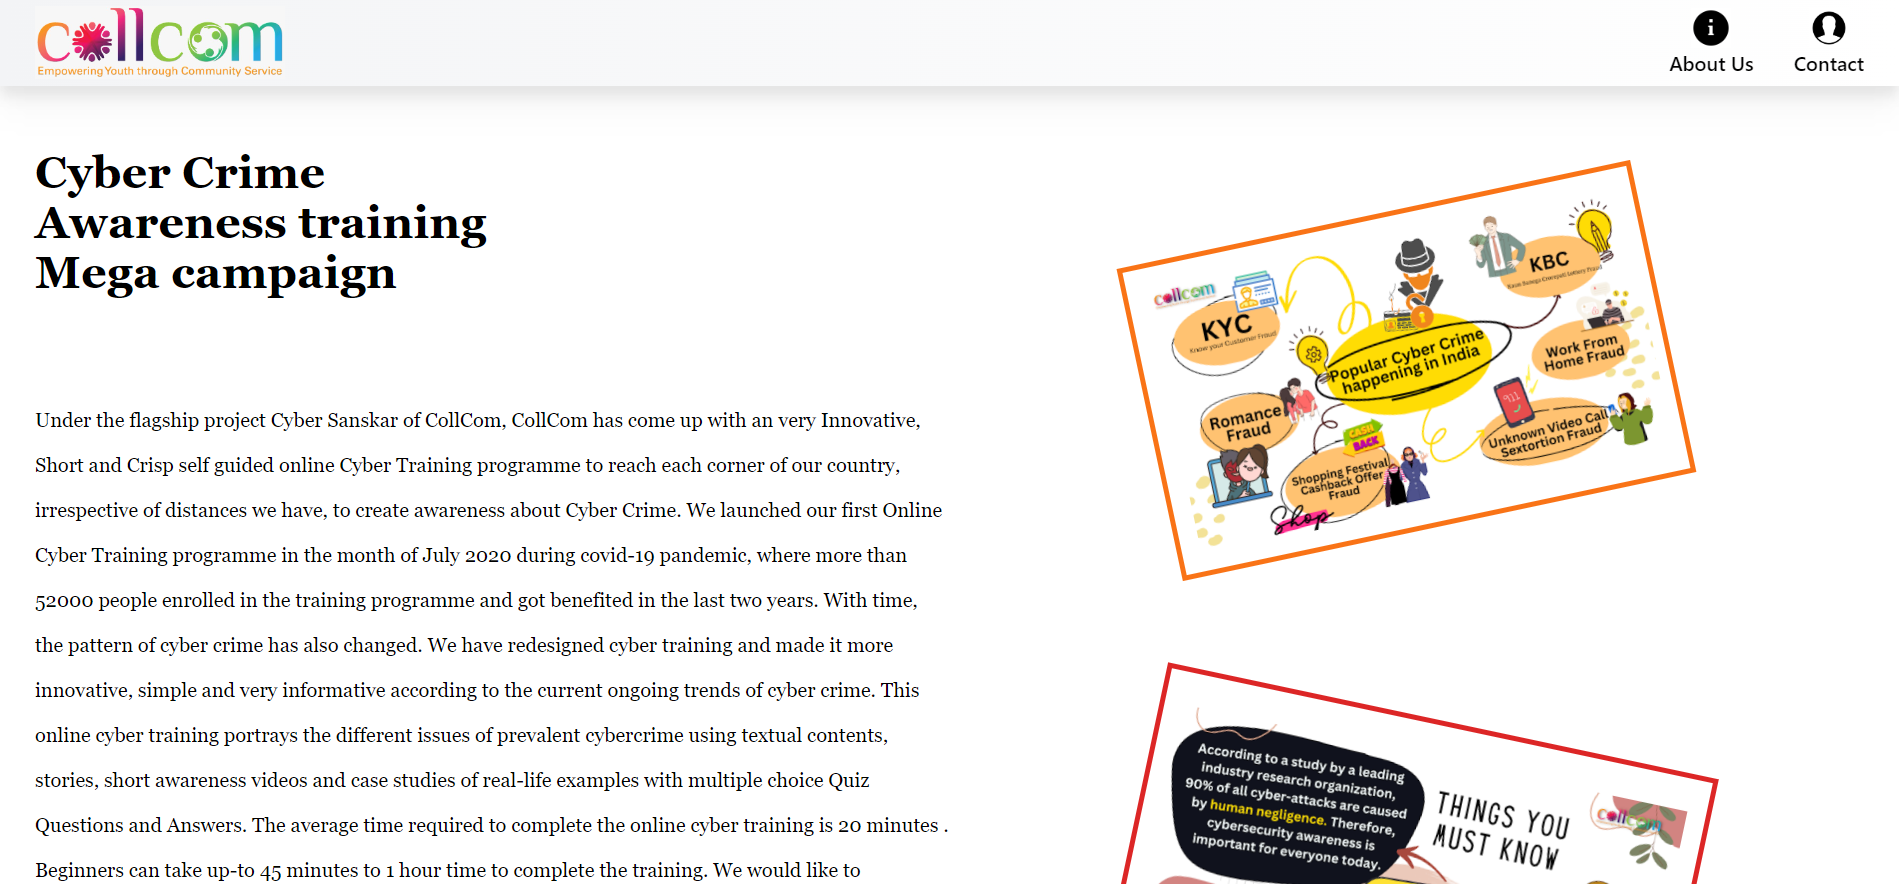 collcom
Empowering Youth through Community Service
About Us
Contact
Cyber Crime
Awareness training
Mega campaign
Under the flagship project Cyber Sanskar of CollCom, CollCom has come up with an very Innovative,
Short and Crisp self guided online Cyber Training programme to reach each corner of our country,
irrespective of distances we have, to create awareness about Cyber Crime. We launched our first Online
Cyber Training programme in the month of July 2020 during covid-19 pandemic, where more than
52000 people enrolled in the training programme and got benefited in the last two years. With time,
the pattern of cyber crime has also changed. We have redesigned cyber training and made it more
innovative, simple and very informative according to the current ongoing trends of cyber crime. This
online cyber training portrays the different issues of prevalent cybercrime using textual contents,
stories, short awareness videos and case studies of real-life examples with multiple choice Quiz
Questions and Answers. The average time required to complete the online cyber training is 20 minutes .
Beginners can take up-to 45 minutes to 1 hour time to complete the training. We would like to
collcom
KYC
Know your Customer Fraud
KBC
Kaun Banega Crorepati Lottery Fraud
Popular Cyber Crime
happening in India
Work From
Home Fraud
Romance
Fraud
911
Unknown Video Call
Sextortion Fraud
CASH
BACK
Shopping Festival
Cashback Offer
Fraud
Shop
According to a study by a leading
industry research organization,
90% of all cyber-attacks are caused
by human negligence. Therefore,
cybersecurity awareness is
important for everyone today.
THINGS YOU
MUST KNOW
collcom